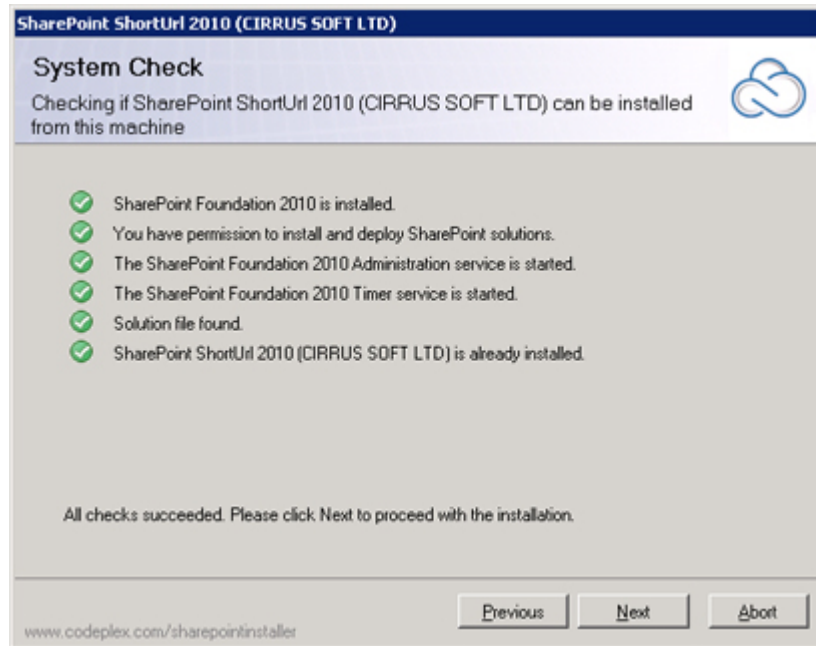 SharePoint ShortUrl 2010 (CIRRUS SOFT LTD)
System Check
Checking if SharePoint ShortUrl 2010 (CIRRUS SOFT LTD) can be installed
from this machine
SharePoint Foundation 2010 is installed.
You have permission to install and deploy SharePoint solutions.
The SharePoint Foundation 2010 Administration service is started.
The SharePoint Foundation 2010 Timer service is started.
Solution file found.
SharePoint ShortUrl 2010 (CIRRUS SOFT LTD) is already installed.
All checks succeeded. Please click Next to proceed with the installation.
Previous Next Abort
www.codeplex.com/sharepointinstaller